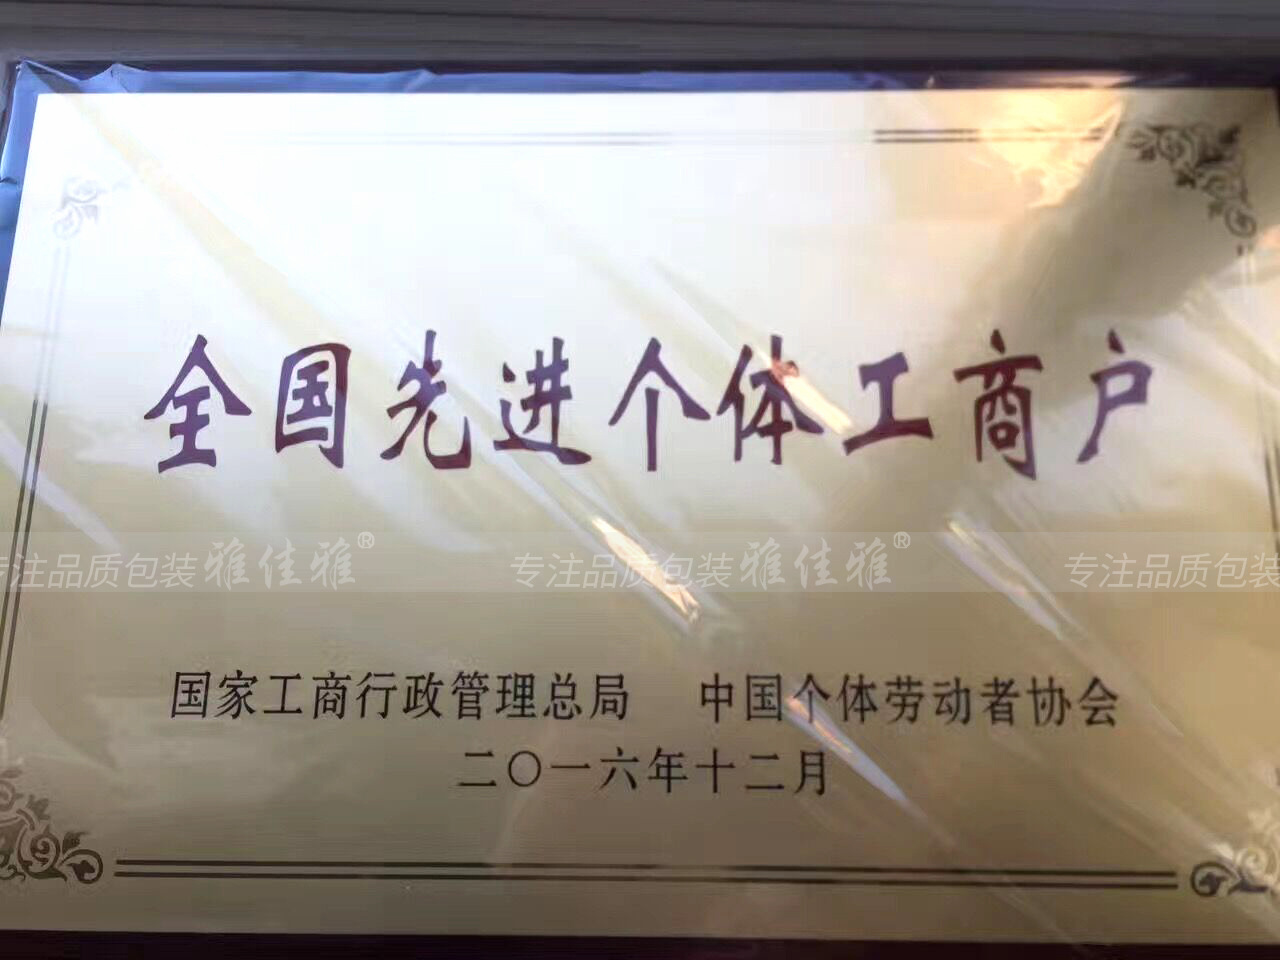 全国先进个体工商户
专注品质包装雅佳雅® 专注品质包装雅佳雅® 专注品质包装
国家工商行政管理总局 中国个体劳动者协会
二〇一六年十二月